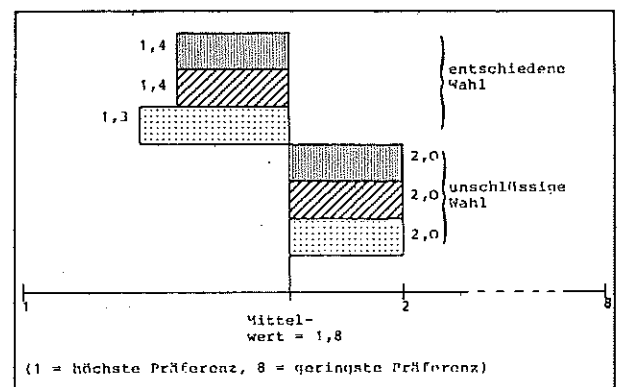 1,4
1,4
1,3
entschiedene
Wahl
2,0
2,0
2,0
unschlüssige
Wahl
1
2
8
Mittel-
wert = 1,8
(1 = höchste Präferenz, 8 = geringste Präferenz)